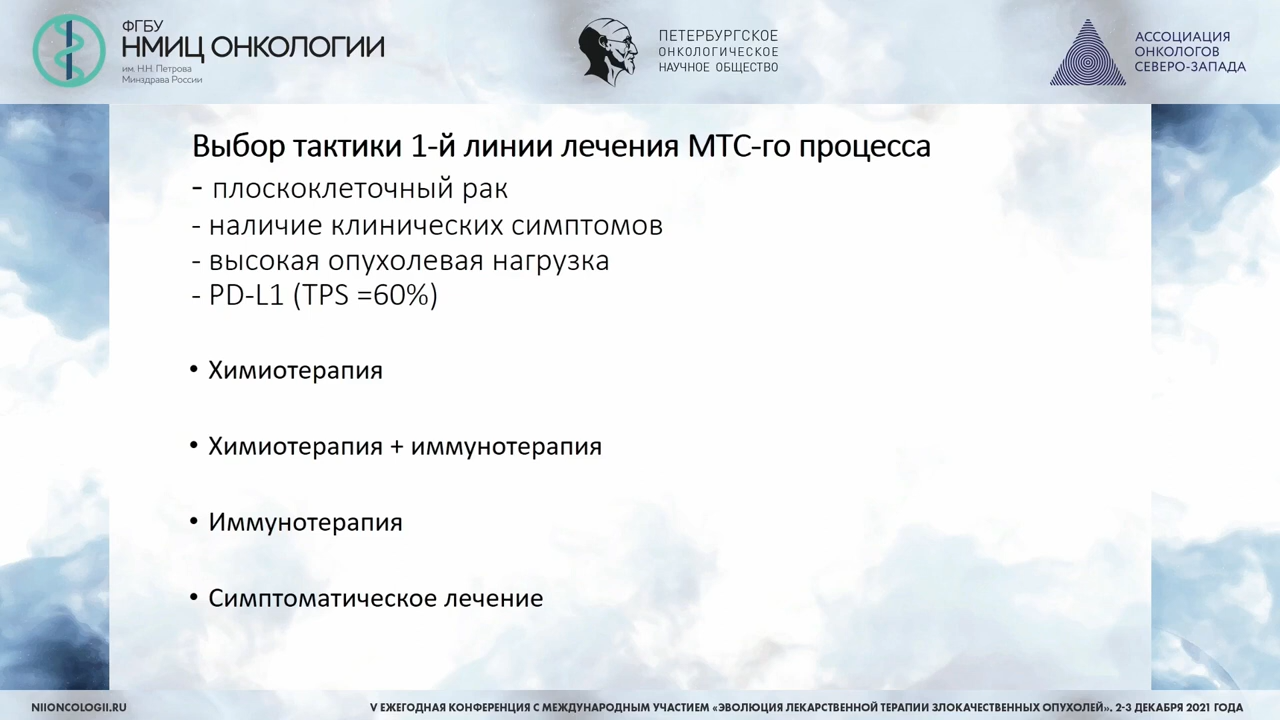 ФГБУ
НМИЦ ОНКОЛОГИИ
им. Н.Н. Петрова
Минздрава России
ПЕТЕРБУРГСКОЕ
ОНКОЛОГИЧЕСКОЕ
НАУЧНОЕ ОБЩЕСТВО
АССОЦИАЦИЯ
ОНКОЛОГОВ
СЕВЕРО-ЗАПАДА
Выбор тактики 1-й линии лечения МТС-го процесса
- плоскоклеточный рак
- наличие клинических симптомов
- высокая опухолевая нагрузка
- PD-L1 (TPS =60%)
• Химиотерапия
• Химиотерапия + иммунотерапия
• Иммунотерапия
• Симптоматическое лечение
NIIONCOLOGII.RU
V ЕЖЕГОДНАЯ КОНФЕРЕНЦИЯ С МЕЖДУНАРОДНЫМ УЧАСТИЕМ «ЭВОЛЮЦИЯ ЛЕКАРСТВЕННОЙ ТЕРАПИИ ЗЛОКАЧЕСТВЕННЫХ ОПУХОЛЕЙ». 2-3 ДЕКАБРЯ 2021 ГОДА